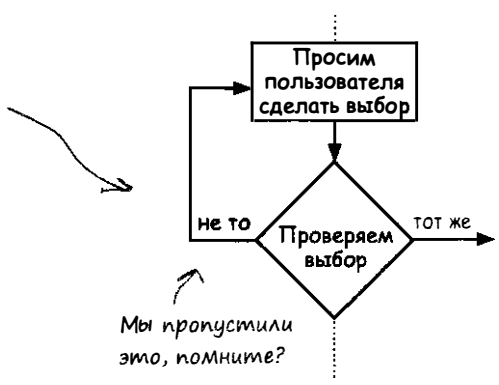 Просим
пользователя
сделать выбор
не то
Проверяем
выбор
тот же
Мы пропустили
это, помните?